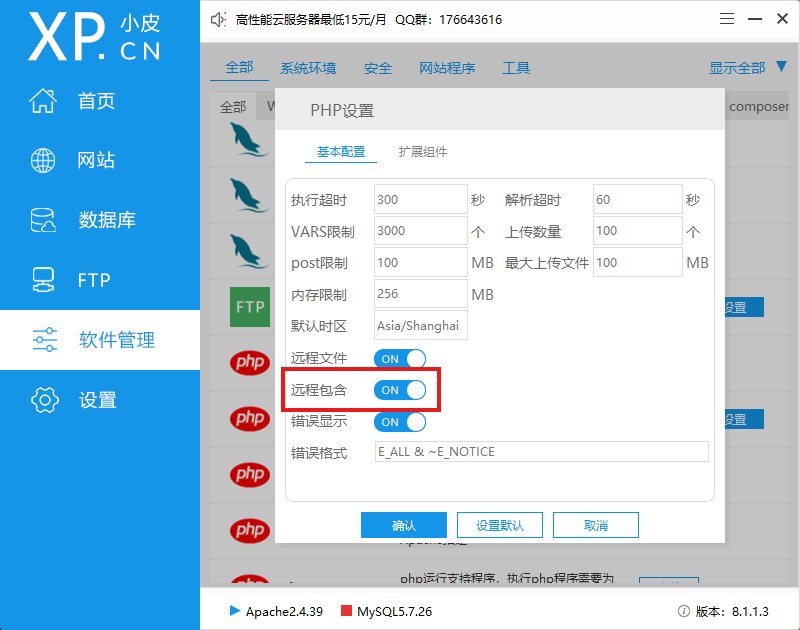 XP.CN 小皮
高性能云服务器最低15元/月 QQ群：176643616
首页
网站
数据库
FTP
软件管理
设置
全部 系统环境 安全 网站程序 工具 显示全部
全部 W composer
FTP
php
php
php
php
设置
设置
PHP设置
基本配置 扩展组件
执行超时 300 秒 解析超时 60 秒
VARS限制 3000 个 上传数量 100 个
post限制 100 MB 最大上传文件 100 MB
内存限制 256 MB
默认时区 Asia/Shanghai
远程文件 ON
远程包含 ON
错误显示 ON
错误格式 E_ALL & ~E_NOTICE
确认 设置默认 取消
php运行支持程序，执行php程序需要为
Apache2.4.39 MySQL5.7.26 版本：8.1.1.3